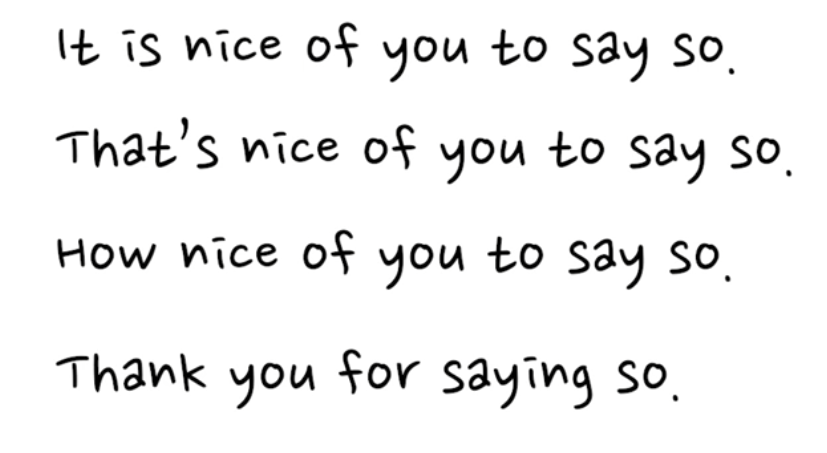 It is nice of you to say so.
That's nice of you to say so.
How nice of you to say so.
Thank you for saying so.